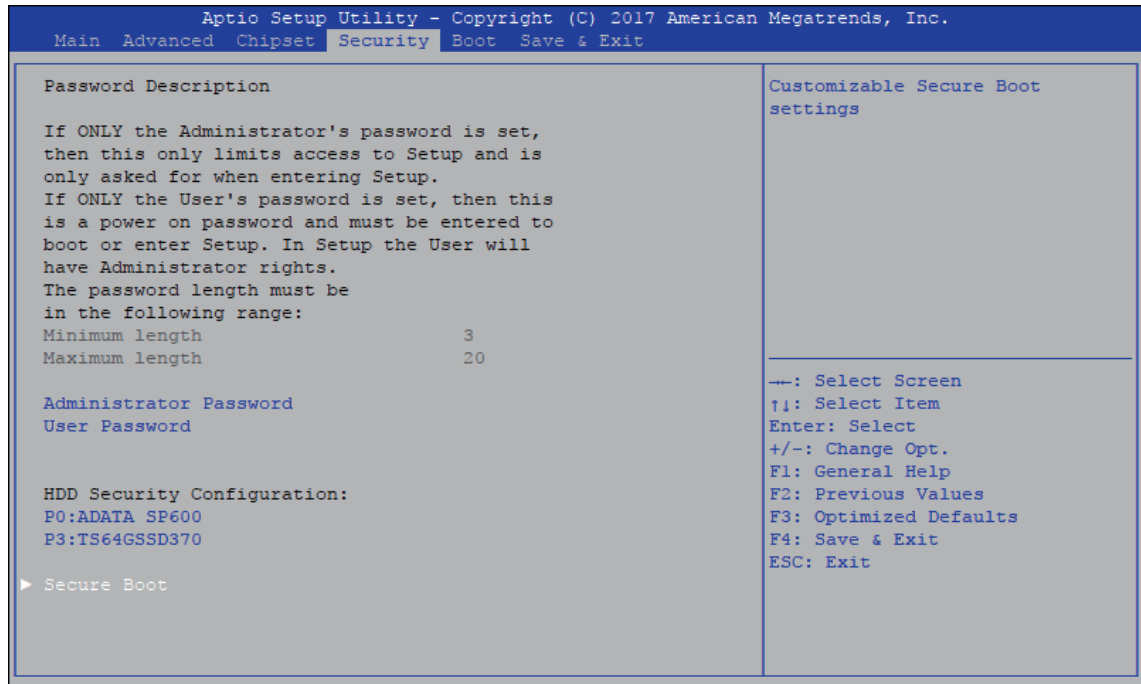 Aptio Setup Utility - Copyright (C) 2017 American Megatrends, Inc.
Main Advanced Chipset Security Boot Save & Exit
Password Description
If ONLY the Administrator's password is set,
then this only limits access to Setup and is
only asked for when entering Setup.
If ONLY the User's password is set, then this
is a power on password and must be entered to
boot or enter Setup. In Setup the User will
have Administrator rights.
The password length must be
in the following range:
Minimum length 3
Maximum length 20
Administrator Password
User Password
HDD Security Configuration:
P0:ADATA SP600
P3:TS64GSSD370
► Secure Boot
Customizable Secure Boot
settings
→←: Select Screen
↑↓: Select Item
Enter: Select
+/-: Change Opt.
F1: General Help
F2: Previous Values
F3: Optimized Defaults
F4: Save & Exit
ESC: Exit